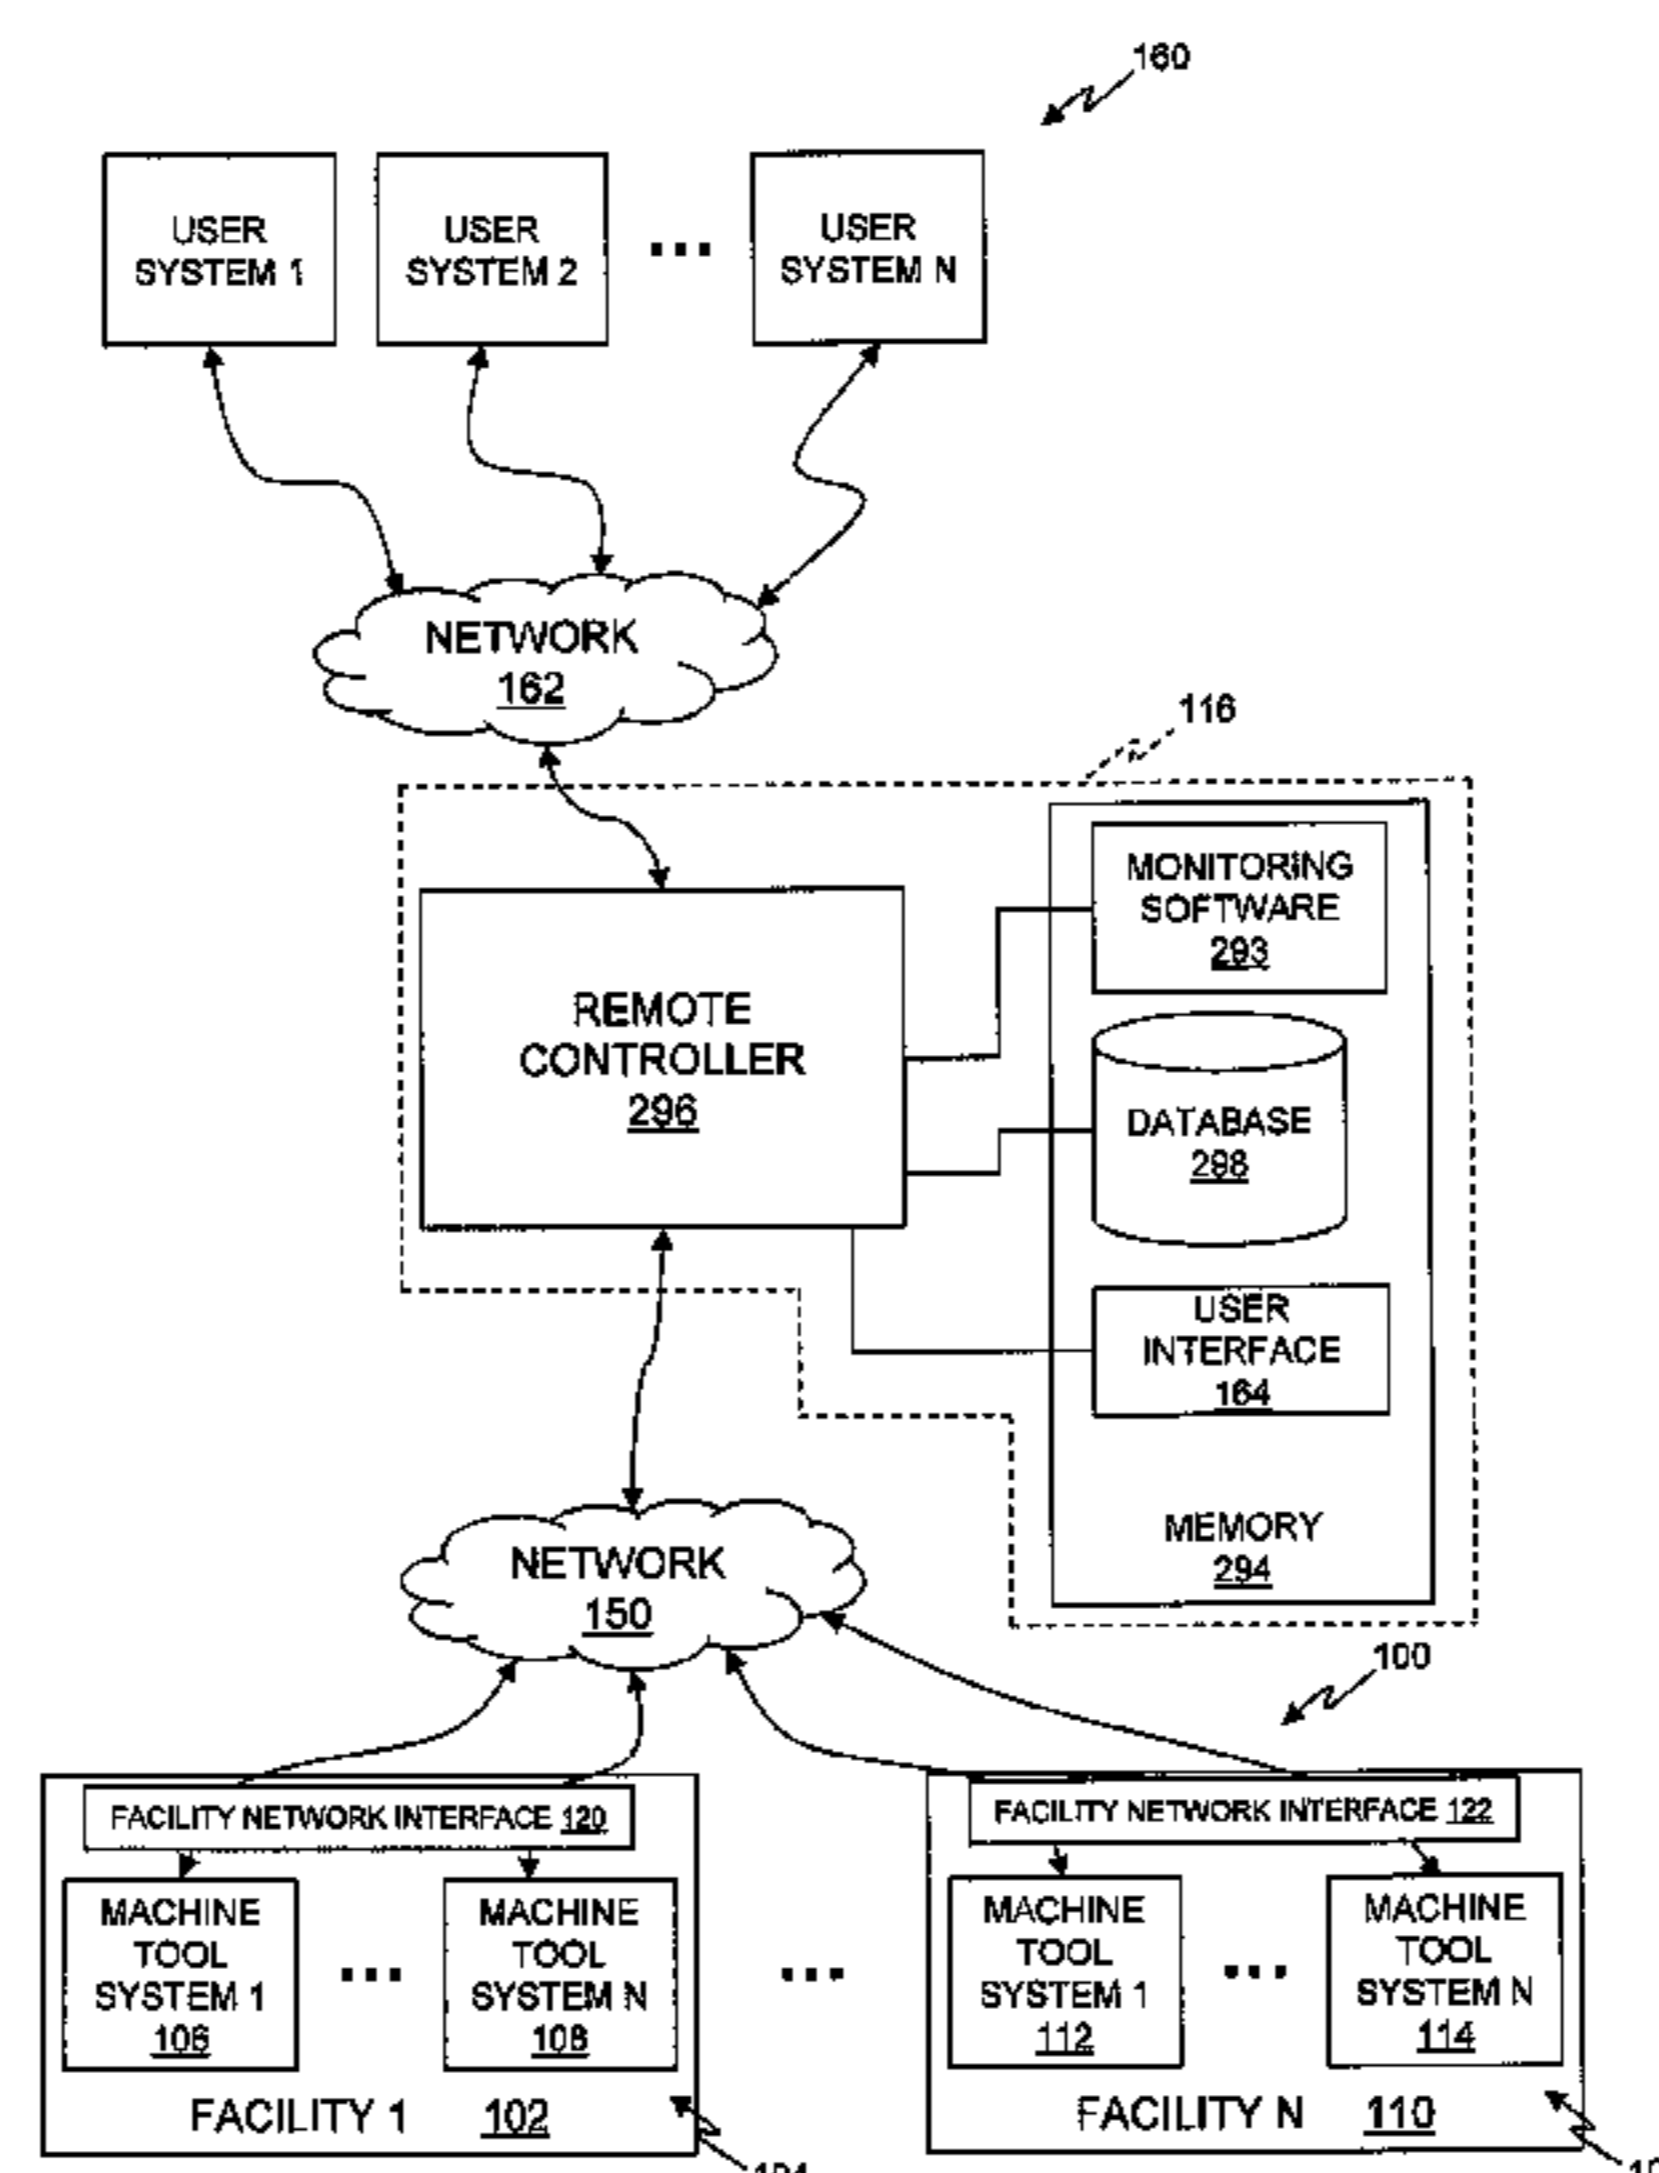 160
USER
SYSTEM 1
USER
SYSTEM 2
...
USER
SYSTEM N
NETWORK
162
116
MONITORING
SOFTWARE
293
REMOTE
CONTROLLER
296
DATABASE
298
USER
INTERFACE
164
MEMORY
294
NETWORK
150
100
FACILITY NETWORK INTERFACE 120
FACILITY NETWORK INTERFACE 122
MACHINE
TOOL
SYSTEM 1
106
...
MACHINE
TOOL
SYSTEM N
108
...
MACHINE
TOOL
SYSTEM 1
112
...
MACHINE
TOOL
SYSTEM N
114
FACILITY 1 102
FACILITY N 110